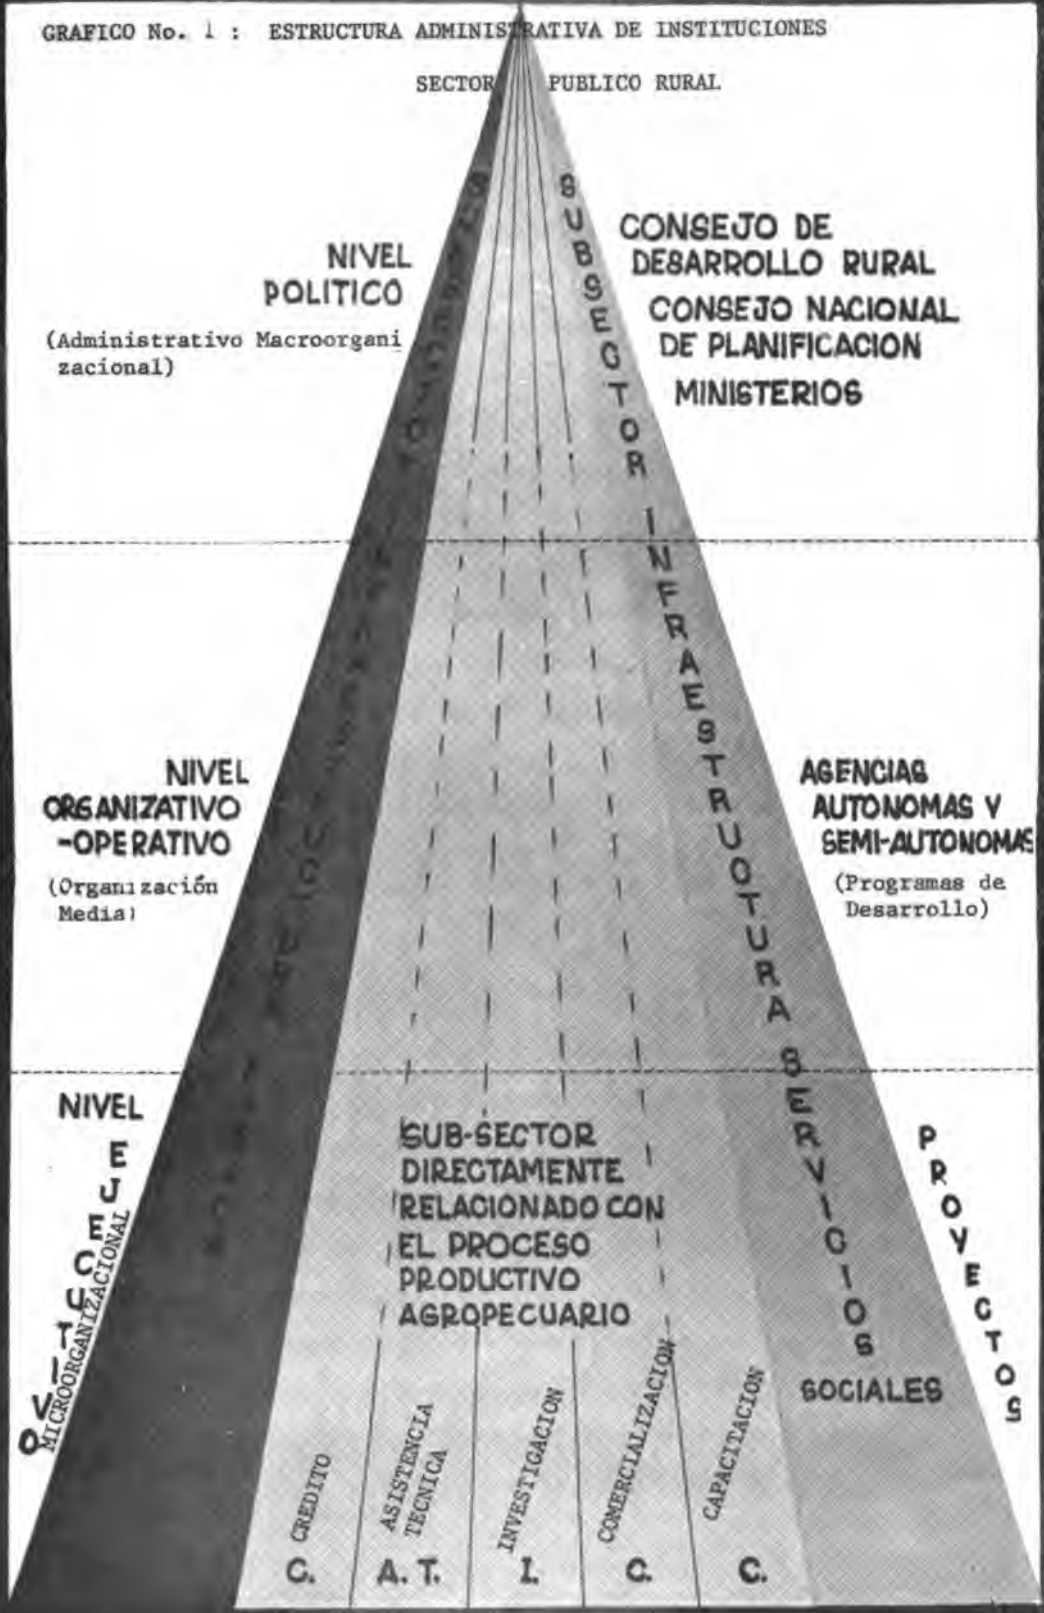 GRAFICO No. 1 : ESTRUCTURA ADMINISTRATIVA DE INSTITUCIONES
SECTOR PUBLICO RURAL
NIVEL
POLITICO
(Administrativo Macroorgani
zacional)
CONSEJO DE
DESARROLLO RURAL
CONSEJO NACIONAL
DE PLANIFICACION
MINISTERIOS
SUBSECTOR INFRAESTRUCTURA SERVICIOS
SOCIALES
NIVEL
ORGANIZATIVO
-OPERATIVO
(Organización
Media)
AGENCIAS
AUTONOMAS Y
SEMI-AUTONOMAS
(Programas de
Desarrollo)
NIVEL
EJECUTIVO
MICROORGANIZACIONAL
SUB-SECTOR
DIRECTAMENTE
RELACIONADO CON
EL PROCESO
PRODUCTIVO
AGROPECUARIO
PROYECTOS
CREDITO
ASISTENCIA
TECNICA
INVESTIGACION
COMERCIALIZACION
CAPACITACION
C.
A. T.
I.
C.
C.